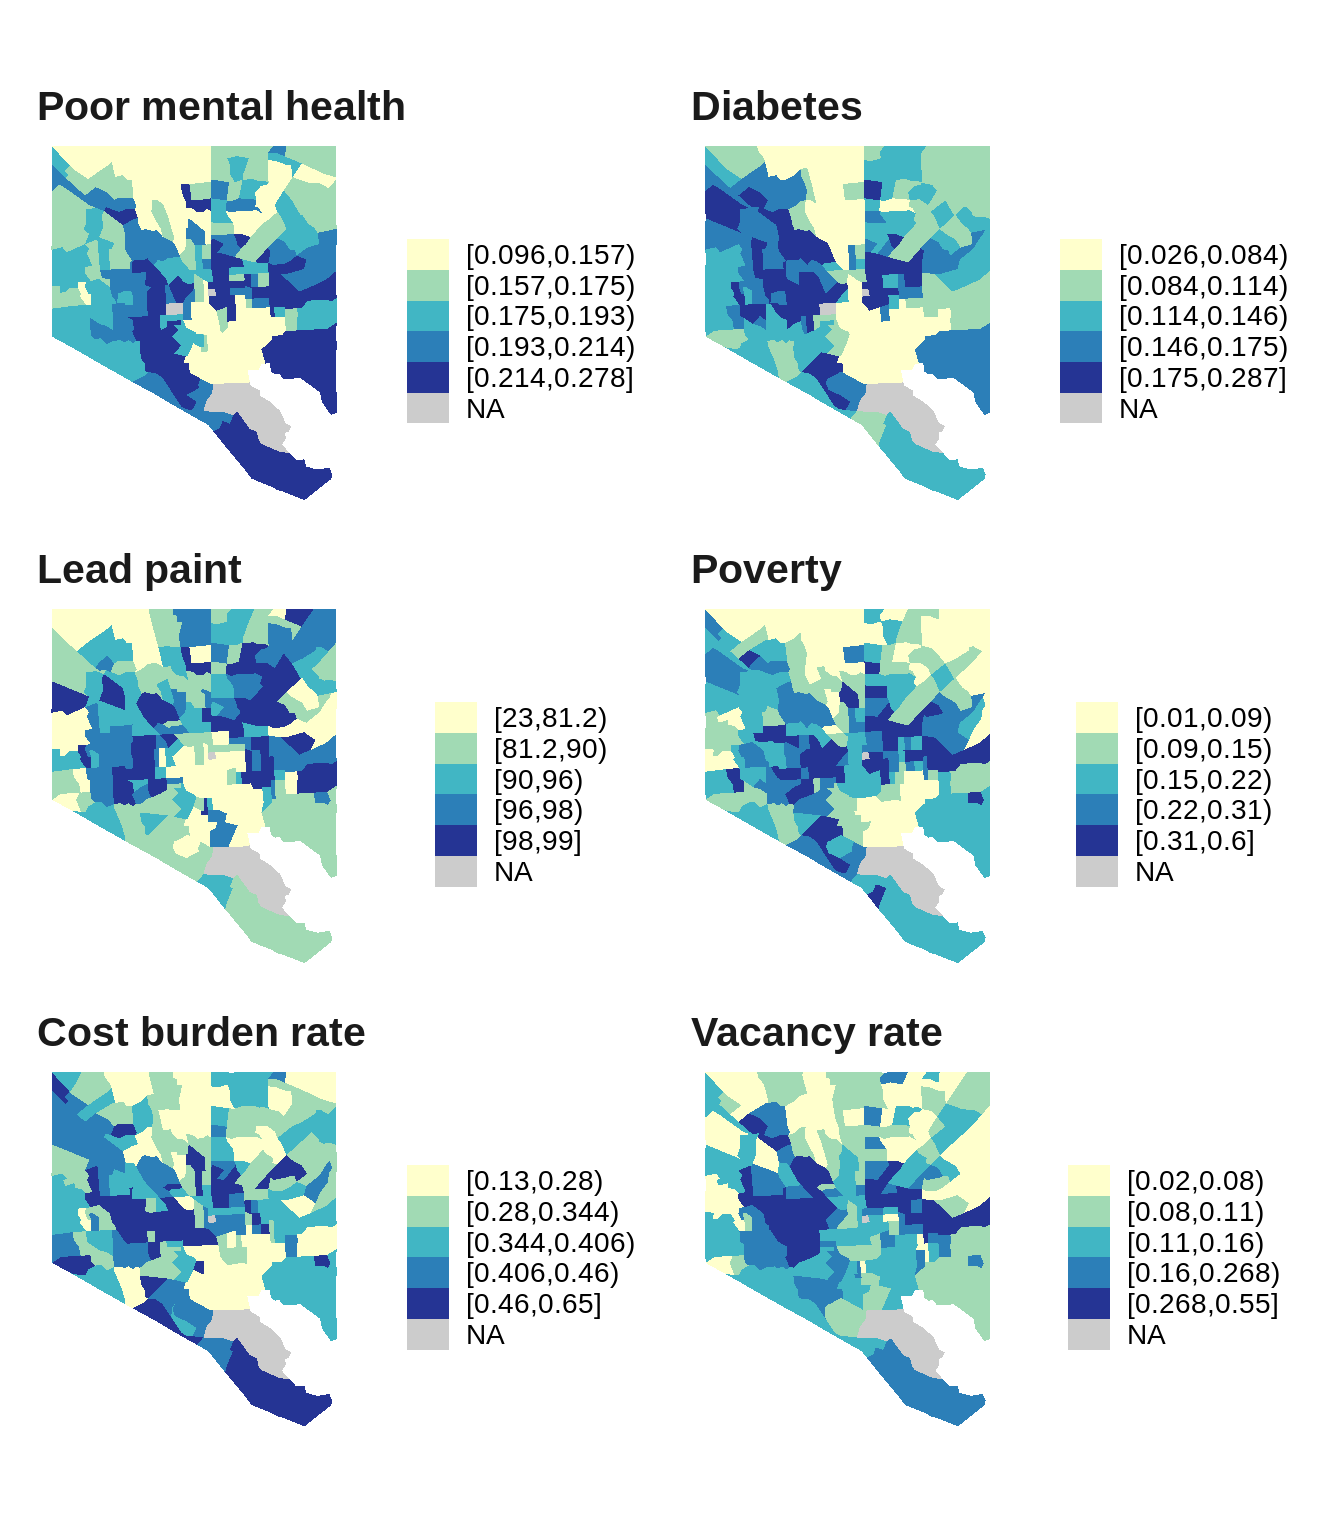 Poor mental health
[0.096,0.157)
[0.157,0.175)
[0.175,0.193)
[0.193,0.214)
[0.214,0.278]
NA
Diabetes
[0.026,0.084)
[0.084,0.114)
[0.114,0.146)
[0.146,0.175)
[0.175,0.287]
NA
Lead paint
[23,81.2)
[81.2,90)
[90,96)
[96,98)
[98,99]
NA
Poverty
[0.01,0.09)
[0.09,0.15)
[0.15,0.22)
[0.22,0.31)
[0.31,0.6]
NA
Cost burden rate
[0.13,0.28)
[0.28,0.344)
[0.344,0.406)
[0.406,0.46)
[0.46,0.65]
NA
Vacancy rate
[0.02,0.08)
[0.08,0.11)
[0.11,0.16)
[0.16,0.268)
[0.268,0.55]
NA